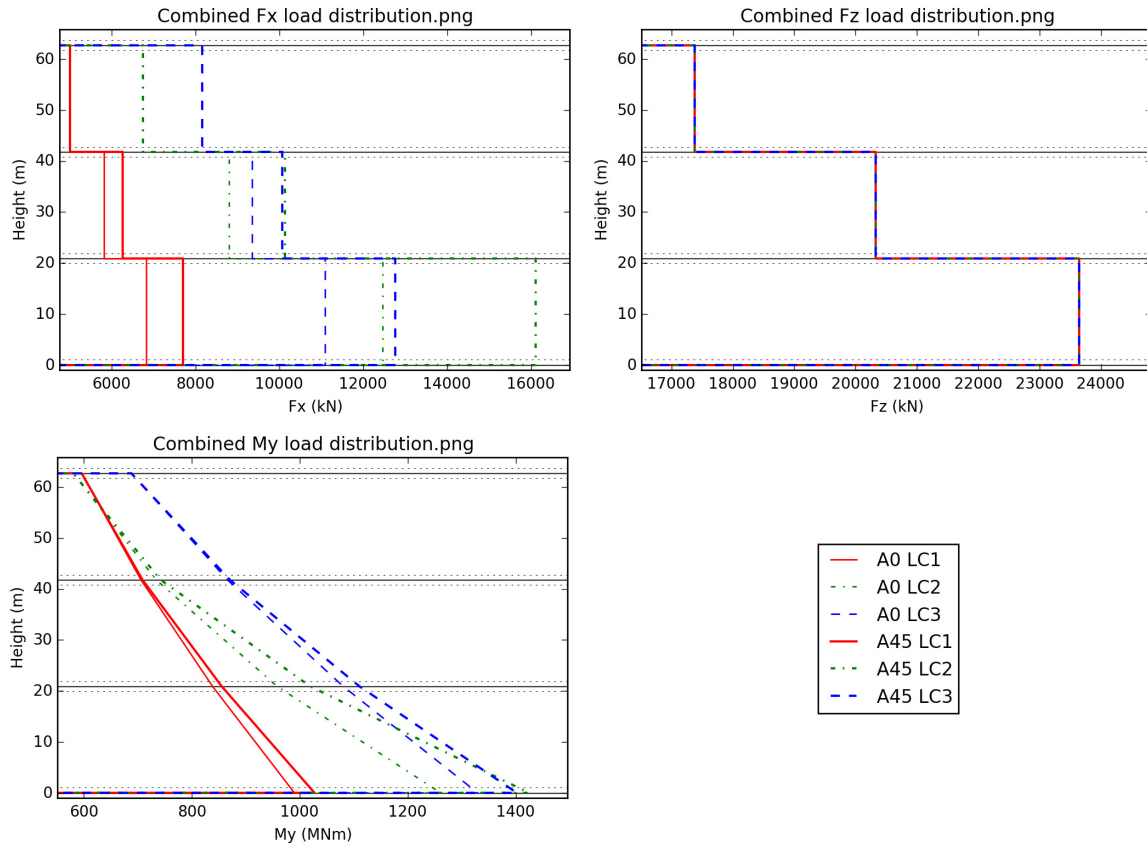 Combined Fx load distribution.png
60
50
40
30
20
10
0
Height (m)
6000 8000 10000 12000 14000 16000
Fx (kN)
Combined Fz load distribution.png
60
50
40
30
20
10
0
Height (m)
17000 18000 19000 20000 21000 22000 23000 24000
Fz (kN)
Combined My load distribution.png
60
50
40
30
20
10
0
Height (m)
600 800 1000 1200 1400
My (MNm)
A0 LC1
A0 LC2
A0 LC3
A45 LC1
A45 LC2
A45 LC3